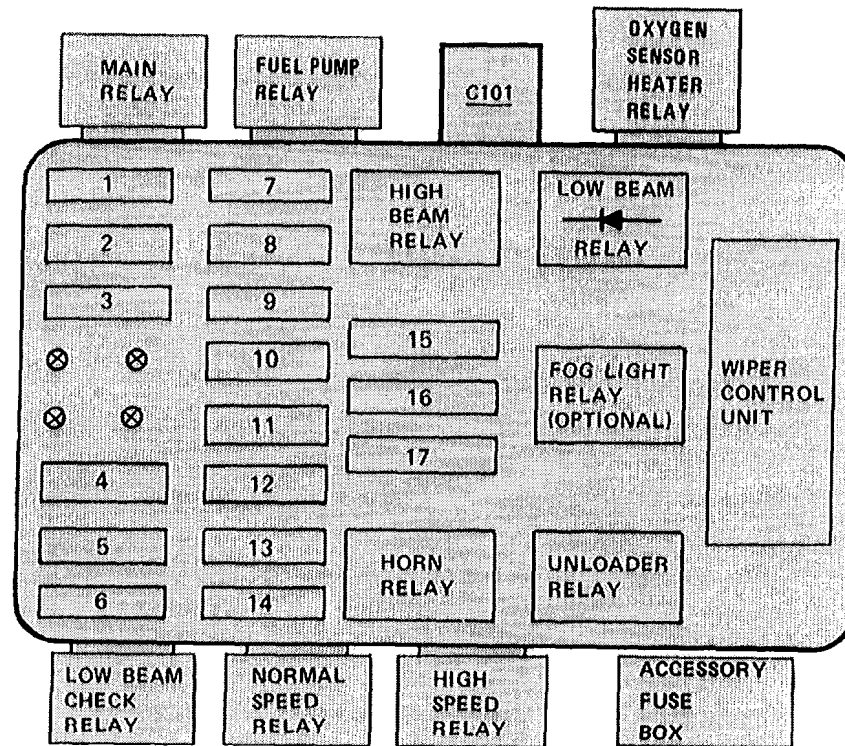 MAIN
RELAY
FUEL PUMP
RELAY
C101
OXYGEN
SENSOR
HEATER
RELAY
1
2
3
4
5
6
7
8
9
10
11
12
13
14
HIGH
BEAM
RELAY
LOW BEAM
RELAY
15
16
17
FOG LIGHT
RELAY
(OPTIONAL)
WIPER
CONTROL
UNIT
HORN
RELAY
UNLOADER
RELAY
LOW BEAM
CHECK
RELAY
NORMAL
SPEED
RELAY
HIGH
SPEED
RELAY
ACCESSORY
FUSE
BOX